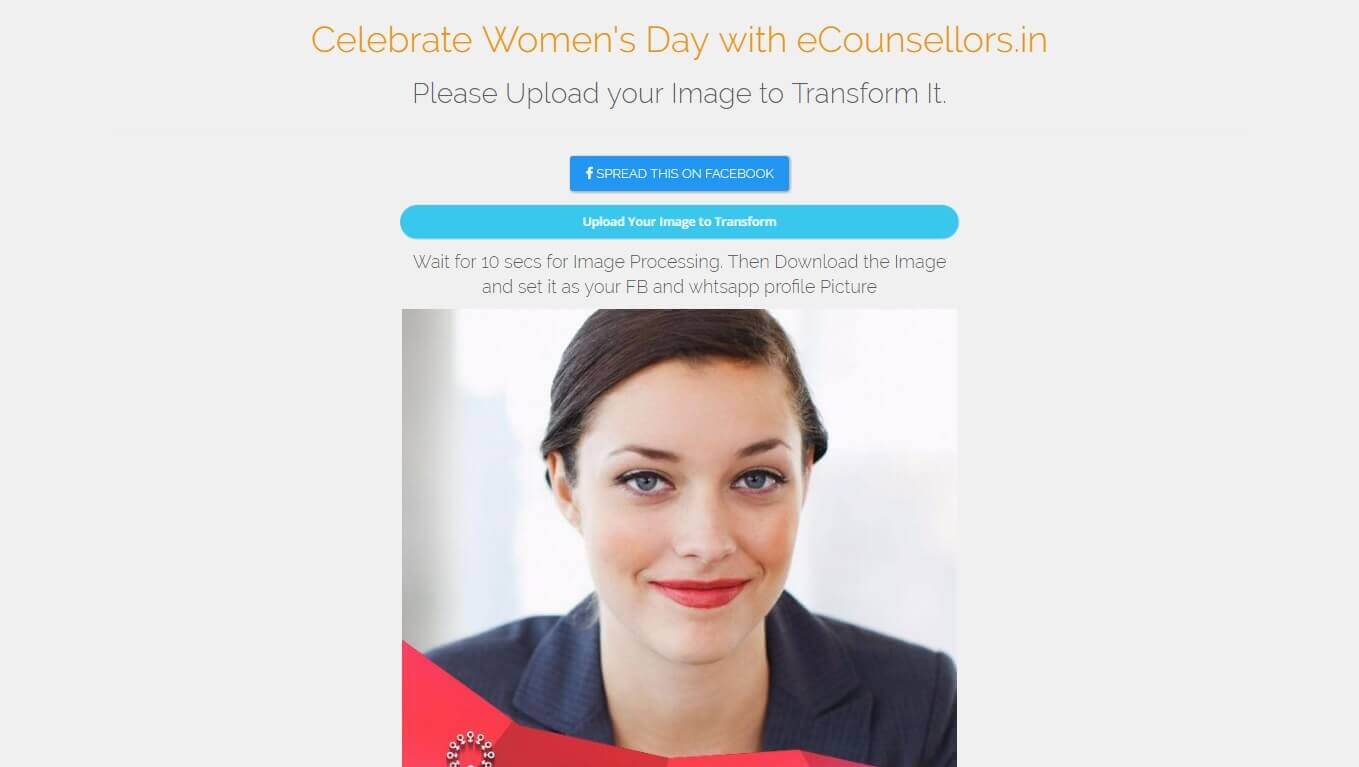 Celebrate Women's Day with eCounsellors.in
Please Upload your Image to Transform It.
SPREAD THIS ON FACEBOOK
Upload Your Image to Transform
Wait for 10 secs for Image Processing. Then Download the Image
and set it as your FB and whtsapp profile Picture